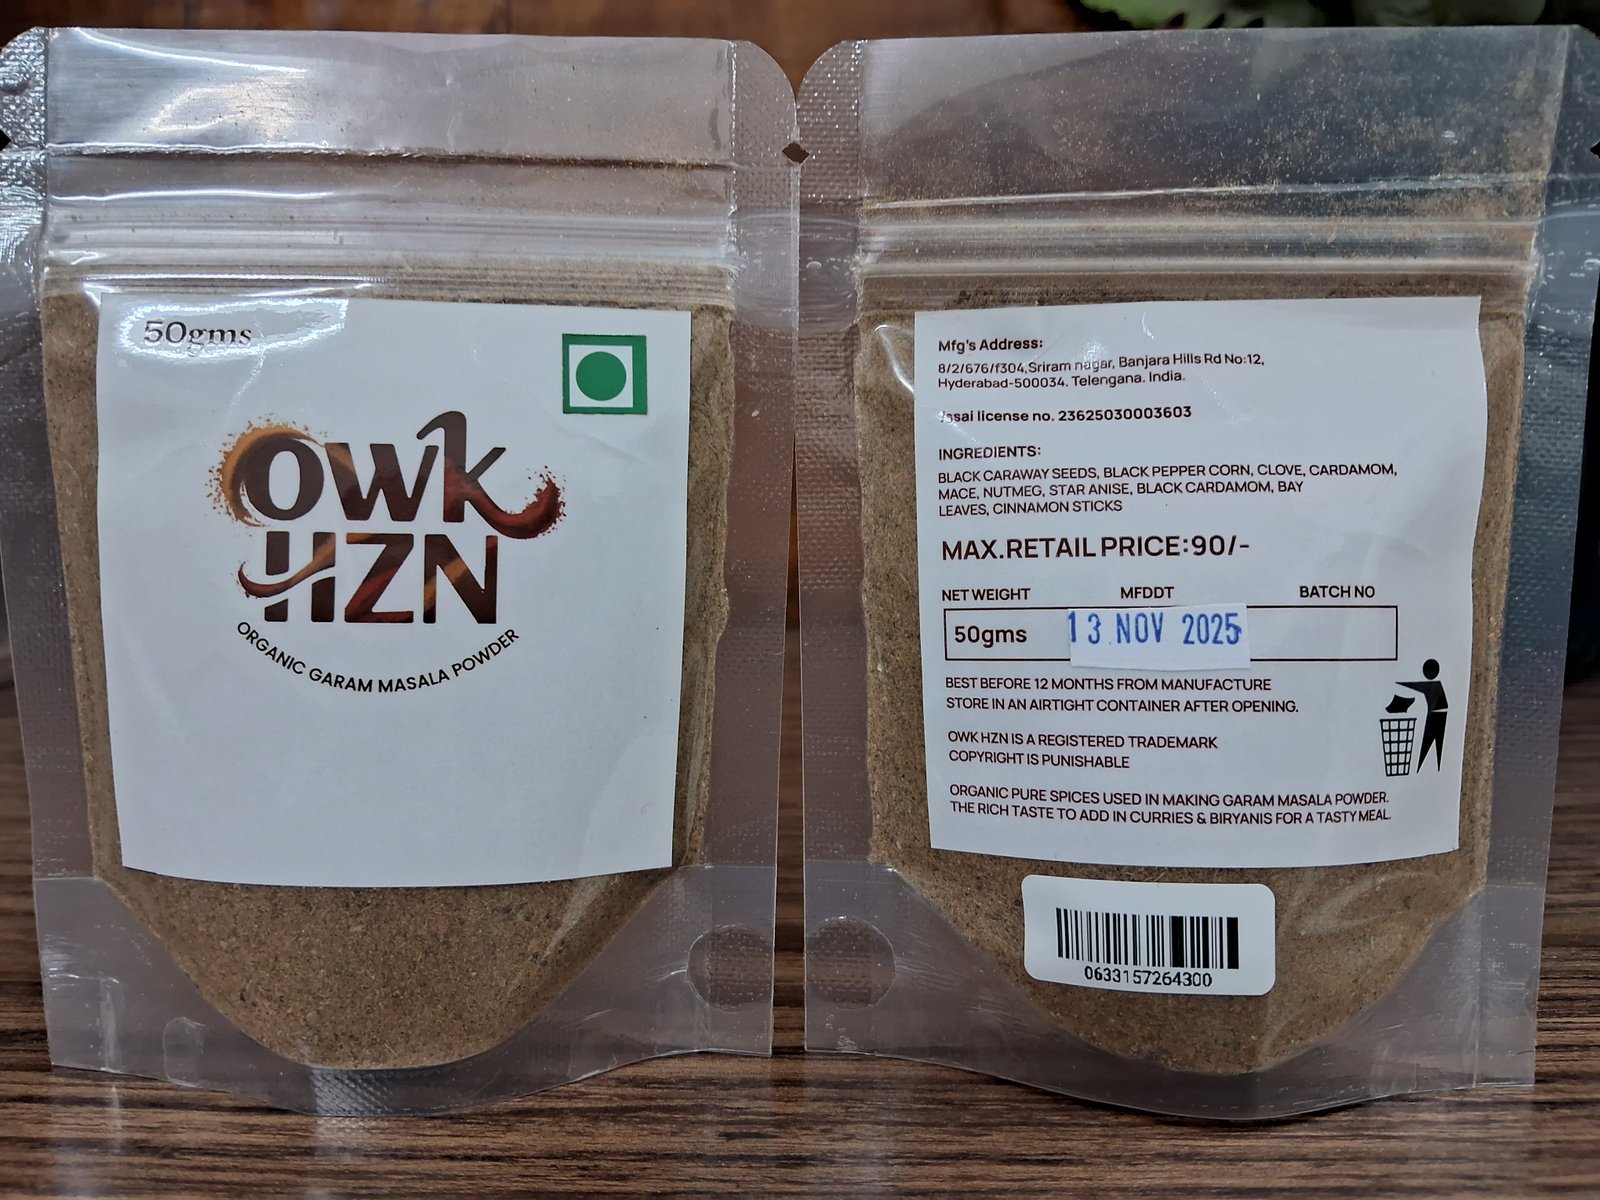 50gms
OWK
HZN
ORGANIC GARAM MASALA POWDER
Mfg's Address:
8/2/676/f304,Sriram nagar, Banjara Hills Rd No:12,
Hyderabad-500034. Telengana. India.
fssai license no. 23625030003603
INGREDIENTS:
BLACK CARAWAY SEEDS, BLACK PEPPER CORN, CLOVE, CARDAMOM,
MACE, NUTMEG, STAR ANISE, BLACK CARDAMOM, BAY
LEAVES, CINNAMON STICKS
MAX.RETAIL PRICE:90/-
NET WEIGHT MFDDT BATCH NO
50gms 13 NOV 2025
BEST BEFORE 12 MONTHS FROM MANUFACTURE
STORE IN AN AIRTIGHT CONTAINER AFTER OPENING.
OWK HZN IS A REGISTERED TRADEMARK
COPYRIGHT IS PUNISHABLE
ORGANIC PURE SPICES USED IN MAKING GARAM MASALA POWDER.
THE RICH TASTE TO ADD IN CURRIES & BIRYANIS FOR A TASTY MEAL.
0633157264300